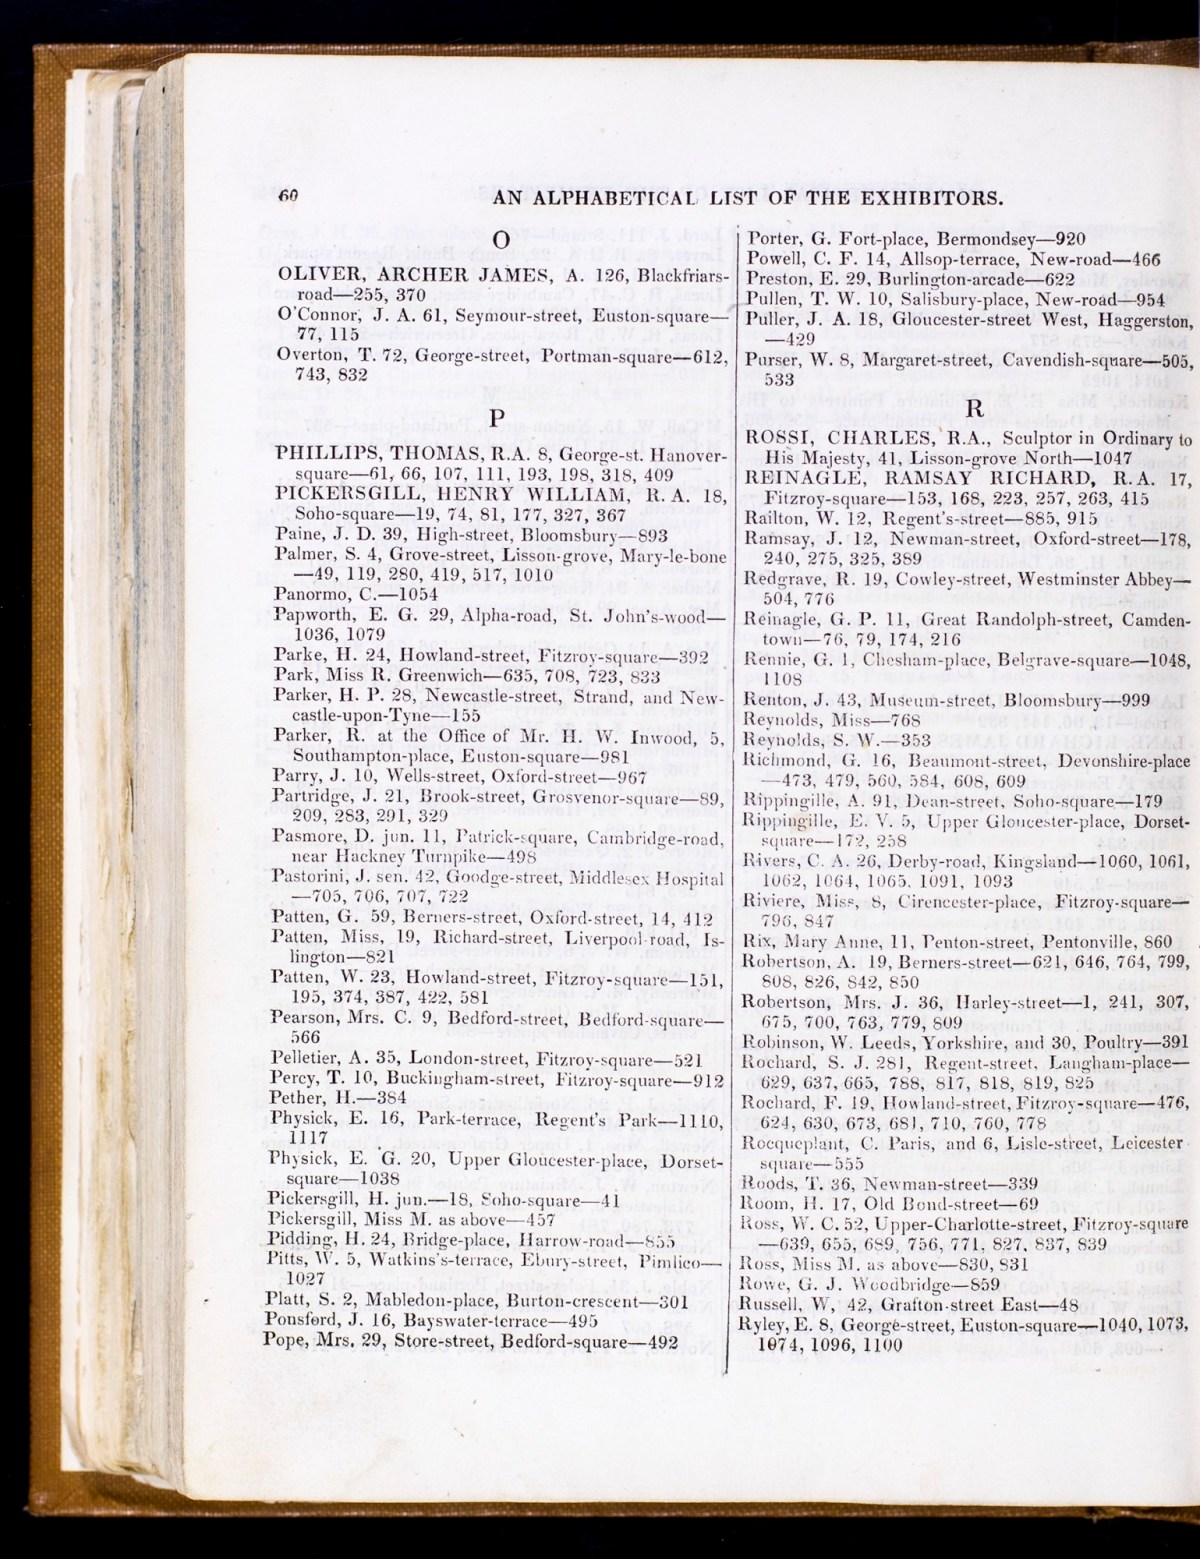 60
AN ALPHABETICAL LIST OF THE EXHIBITORS.
O
OLIVER, ARCHER JAMES, A. 126, Blackfriars-
road—255, 370
O'Connor, J. A. 61, Seymour-street, Euston-square—
77, 115
Overton, T. 72, George-street, Portman-square—612,
743, 832
P
PHILLIPS, THOMAS, R.A. 8, George-st. Hanover-
square—61, 66, 107, 111, 193, 198, 318, 409
PICKERSGILL, HENRY WILLIAM, R. A. 18,
Soho-square—19, 74, 81, 177, 327, 367
Paine, J. D. 39, High-street, Bloomsbury—893
Palmer, S. 4, Grove-street, Lisson-grove, Mary-le-bone
—49, 119, 280, 419, 517, 1010
Panormo, C.—1054
Papworth, E. G. 29, Alpha-road, St. John's-wood—
1036, 1079
Parke, H. 24, Howland-street, Fitzroy-square—392
Park, Miss R. Greenwich—635, 708, 723, 833
Parker, H. P. 28, Newcastle-street, Strand, and New-
castle-upon-Tyne—155
Parker, R. at the Office of Mr. H. W. Inwood, 5,
Southampton-place, Euston-square—981
Parry, J. 10, Wells-street, Oxford-street—967
Partridge, J. 21, Brook-street, Grosvenor-square—89,
209, 283, 291, 329
Pasmore, D. jun. 11, Patrick-square, Cambridge-road,
near Hackney Turnpike—498
Pastorini, J. sen. 42, Goodge-street, Middlesex Hospital
—705, 706, 707, 722
Patten, G. 59, Berners-street, Oxford-street, 14, 412
Patten, Miss, 19, Richard-street, Liverpool-road, Is-
lington—821
Patten, W. 23, Howland-street, Fitzroy-square—151,
195, 374, 387, 422, 581
Pearson, Mrs. C. 9, Bedford-street, Bedford-square—
566
Pelletier, A. 35, London-street, Fitzroy-square—521
Percy, T. 10, Buckingham-street, Fitzroy-square—912
Pether, H.—384
Physick, E. 16, Park-terrace, Regent's Park—1110,
1117
Physick, E. G. 20, Upper Gloucester-place, Dorset-
square—1038
Pickersgill, H. jun.—18, Soho-square—41
Pickersgill, Miss M. as above—457
Pidding, H. 24, Bridge-place, Harrow-road—855
Pitts, W. 5, Watkins's-terrace, Ebury-street, Pimlico—
1027
Platt, S. 2, Mabledon-place, Burton-crescent—301
Ponsford, J. 16, Bayswater-terrace—495
Pope, Mrs. 29, Store-street, Bedford-square—492
Porter, G. Fort-place, Bermondsey—920
Powell, C. F. 14, Allsop-terrace, New-road—466
Preston, E. 29, Burlington-arcade—622
Pullen, T. W. 10, Salisbury-place, New-road—954
Puller, J. A. 18, Gloucester-street West, Haggerston,
—429
Purser, W. 8, Margaret-street, Cavendish-square—505,
533
R
ROSSI, CHARLES, R.A., Sculptor in Ordinary to
His Majesty, 41, Lisson-grove North—1047
REINAGLE, RAMSAY RICHARD, R. A. 17,
Fitzroy-square—153, 168, 223, 257, 263, 415
Railton, W. 12, Regent's-street—885, 915
Ramsay, J. 12, Newman-street, Oxford-street—178,
240, 275, 325, 389
Redgrave, R. 19, Cowley-street, Westminster Abbey—
504, 776
Reinagle, G. P. 11, Great Randolph-street, Camden-
town—76, 79, 174, 216
Rennie, G. 1, Chesham-place, Belgrave-square—1048,
1108
Renton, J. 43, Museum-street, Bloomsbury—999
Reynolds, Miss—768
Reynolds, S. W.—353
Richmond, G. 16, Beaumont-street, Devonshire-place
—473, 479, 560, 584, 608, 609
Rippingille, A. 91, Dean-street, Soho-square—179
Rippingille, E. V. 5, Upper Gloucester-place, Dorset-
square—172, 258
Rivers, C. A. 26, Derby-road, Kingsland—1060, 1061,
1062, 1064, 1065, 1091, 1093
Riviere, Miss, 8, Cirencester-place, Fitzroy-square—
796, 847
Rix, Mary Anne, 11, Penton-street, Pentonville, 860
Robertson, A. 19, Berners-street—621, 646, 764, 799,
808, 826, 842, 850
Robertson, Mrs. J. 36, Harley-street—1, 241, 307,
675, 700, 763, 779, 809
Robinson, W. Leeds, Yorkshire, and 30, Poultry—391
Rochard, S. J. 281, Regent-street, Langham-place—
629, 637, 665, 788, 817, 818, 819, 825
Rochard, F. 19, Howland-street, Fitzroy-square—476,
624, 630, 673, 681, 710, 760, 778
Rocqueplant, C. Paris, and 6, Lisle-street, Leicester
square—555
Roods, T. 36, Newman-street—339
Room, H. 17, Old Bond-street—69
Ross, W. C. 52, Upper-Charlotte-street, Fitzroy-square
—639, 655, 689, 756, 771, 827, 837, 839
Ross, Miss M. as above—830, 831
Rowe, G. J. Woodbridge—859
Russell, W. 42, Grafton-street East—48
Ryley, E. 8, George-street, Euston-square—1040, 1073,
1074, 1096, 1100